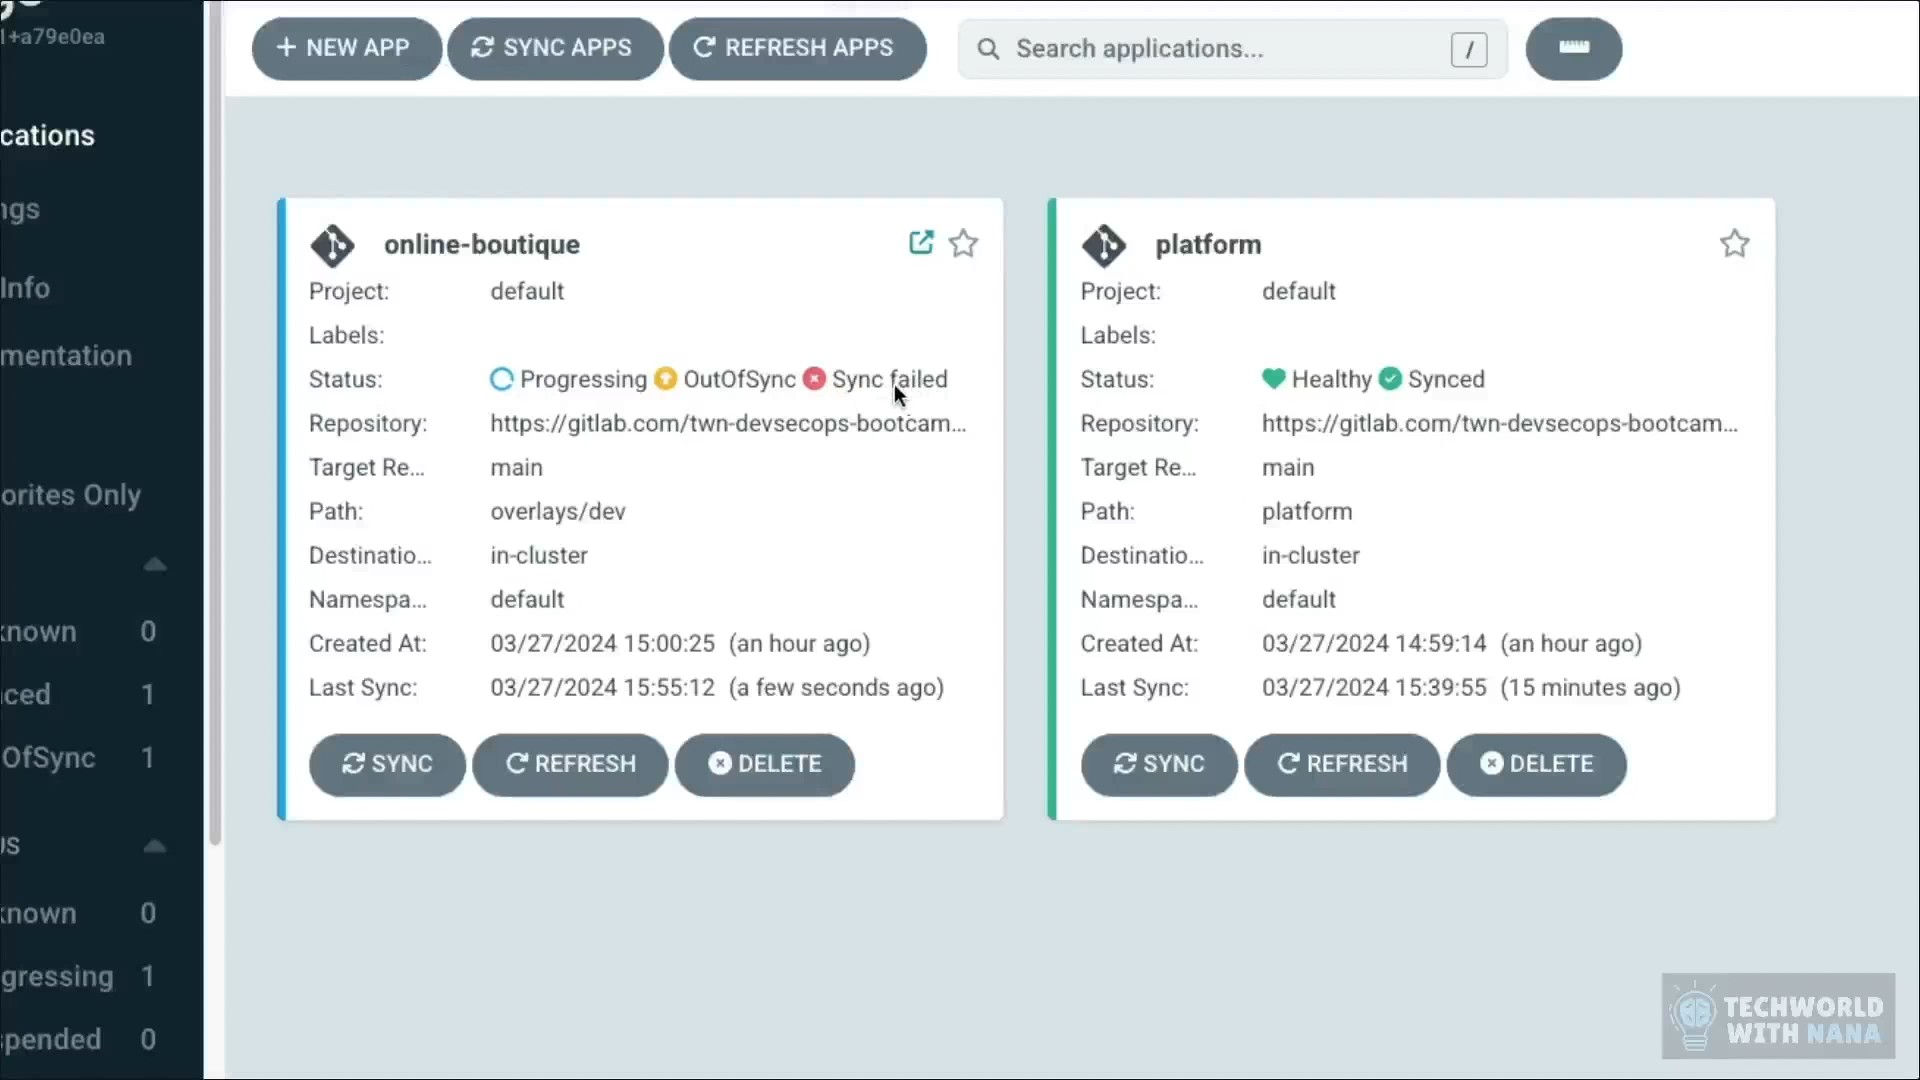 1+a79e0ea
NEW APP
SYNC APPS
REFRESH APPS
Search applications...
/
cations
ngs
Info
mentation
orites Only
known 0
ced 1
OfSync 1
US
known 0
gressing 1
pended 0
online-boutique
Project: default
Labels:
Status: Progressing OutOfSync Sync failed
Repository: https://gitlab.com/twn-devsecops-bootcam...
Target Re... main
Path: overlays/dev
Destinatio... in-cluster
Namespa... default
Created At: 03/27/2024 15:00:25 (an hour ago)
Last Sync: 03/27/2024 15:55:12 (a few seconds ago)
SYNC
REFRESH
DELETE
platform
Project: default
Labels:
Status: Healthy Synced
Repository: https://gitlab.com/twn-devsecops-bootcam...
Target Re... main
Path: platform
Destinatio... in-cluster
Namespa... default
Created At: 03/27/2024 14:59:14 (an hour ago)
Last Sync: 03/27/2024 15:39:55 (15 minutes ago)
SYNC
REFRESH
DELETE
TECHWORLD
WITH NANA